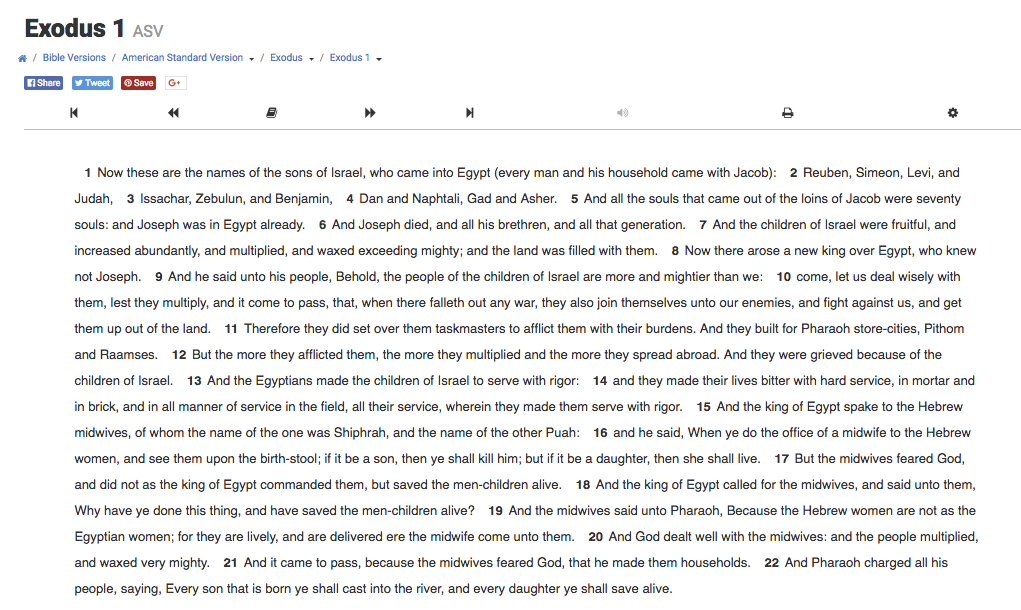 Exodus 1 ASV
/ Bible Versions / American Standard Version / Exodus / Exodus 1
Share Tweet Save G+
1 Now these are the names of the sons of Israel, who came into Egypt (every man and his household came with Jacob): 2 Reuben, Simeon, Levi, and
Judah, 3 Issachar, Zebulun, and Benjamin, 4 Dan and Naphtali, Gad and Asher. 5 And all the souls that came out of the loins of Jacob were seventy
souls: and Joseph was in Egypt already. 6 And Joseph died, and all his brethren, and all that generation. 7 And the children of Israel were fruitful, and
increased abundantly, and multiplied, and waxed exceeding mighty; and the land was filled with them. 8 Now there arose a new king over Egypt, who knew
not Joseph. 9 And he said unto his people, Behold, the people of the children of Israel are more and mightier than we: 10 come, let us deal wisely with
them, lest they multiply, and it come to pass, that, when there falleth out any war, they also join themselves unto our enemies, and fight against us, and get
them up out of the land. 11 Therefore they did set over them taskmasters to afflict them with their burdens. And they built for Pharaoh store-cities, Pithom
and Raamses. 12 But the more they afflicted them, the more they multiplied and the more they spread abroad. And they were grieved because of the
children of Israel. 13 And the Egyptians made the children of Israel to serve with rigor: 14 and they made their lives bitter with hard service, in mortar and
in brick, and in all manner of service in the field, all their service, wherein they made them serve with rigor. 15 And the king of Egypt spake to the Hebrew
midwives, of whom the name of the one was Shiphrah, and the name of the other Puah: 16 and he said, When ye do the office of a midwife to the Hebrew
women, and see them upon the birth-stool; if it be a son, then ye shall kill him; but if it be a daughter, then she shall live. 17 But the midwives feared God,
and did not as the king of Egypt commanded them, but saved the men-children alive. 18 And the king of Egypt called for the midwives, and said unto them,
Why have ye done this thing, and have saved the men-children alive? 19 And the midwives said unto Pharaoh, Because the Hebrew women are not as the
Egyptian women; for they are lively, and are delivered ere the midwife come unto them. 20 And God dealt well with the midwives: and the people multiplied,
and waxed very mighty. 21 And it came to pass, because the midwives feared God, that he made them households. 22 And Pharaoh charged all his
people, saying, Every son that is born ye shall cast into the river, and every daughter ye shall save alive.